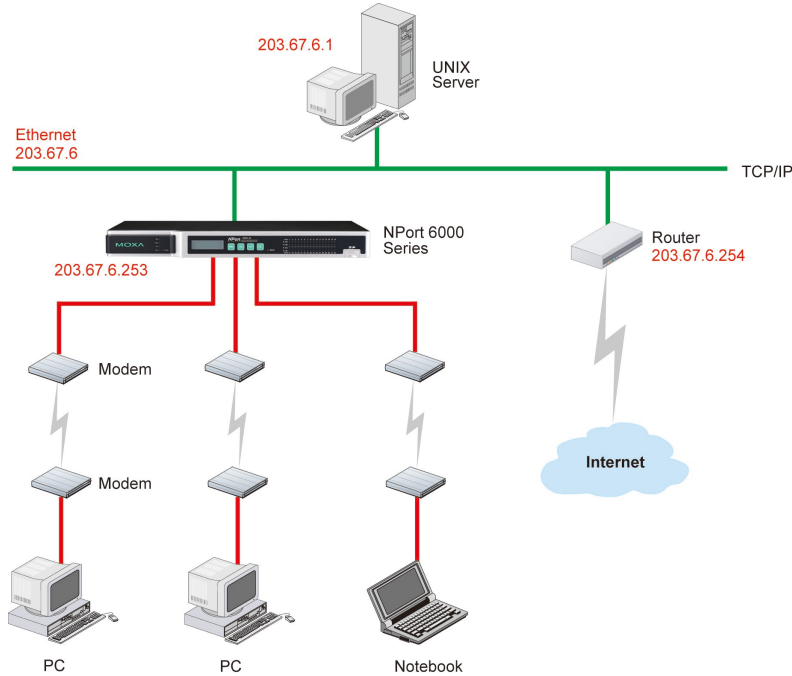 203.67.6.1
UNIX
Server
Ethernet
203.67.6
TCP/IP
MOXA
NPort
NPort 6000
Series
203.67.6.253
Router
203.67.6.254
Modem
Modem
Internet
PC
PC
Notebook